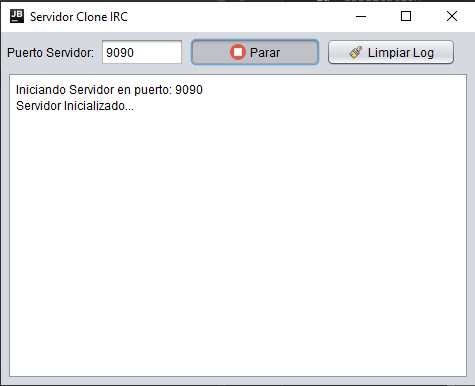 JB Servidor Clone IRC
Puerto Servidor: 9090 Parar Limpiar Log
Iniciando Servidor en puerto: 9090
Servidor Inicializado...